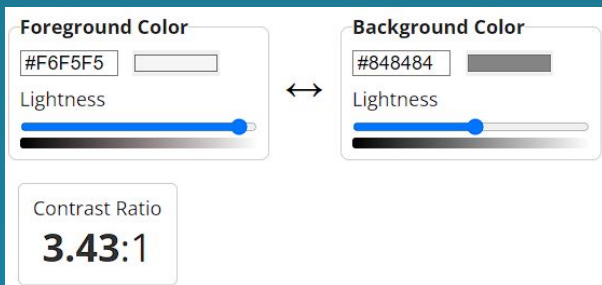 Foreground Color
#F6F5F5
Lightness
Background Color
#848484
Lightness
Contrast Ratio
3.43:1